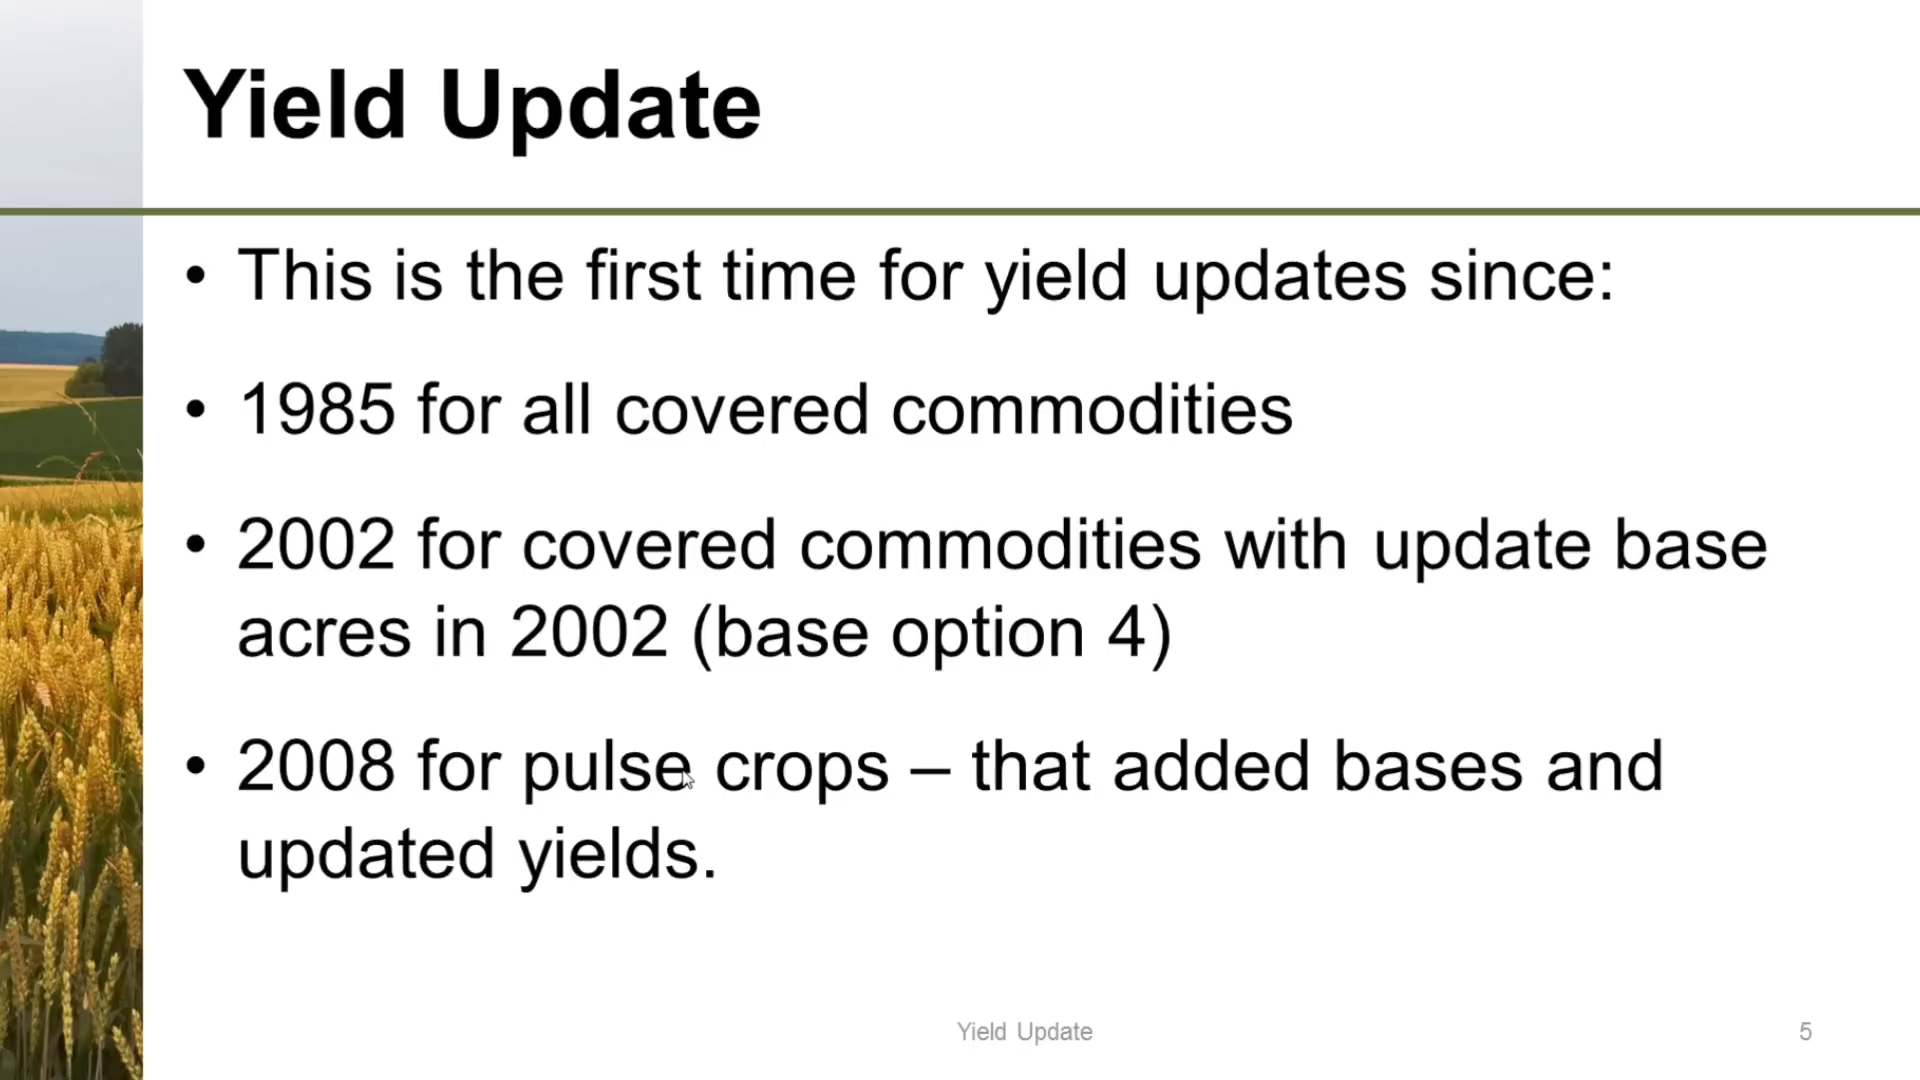 Yield Update
• This is the first time for yield updates since:
• 1985 for all covered commodities
• 2002 for covered commodities with update base
acres in 2002 (base option 4)
• 2008 for pulse crops – that added bases and
updated yields.
Yield Update
5